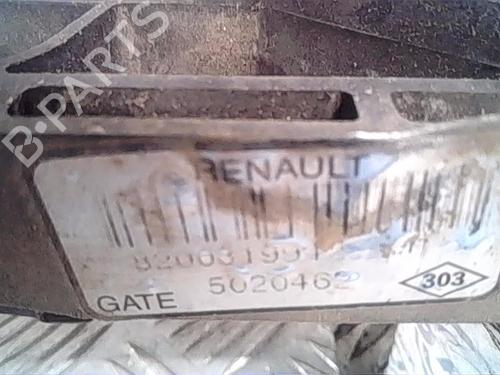 B-PARTS
RENAULT
5020462
303
GATE